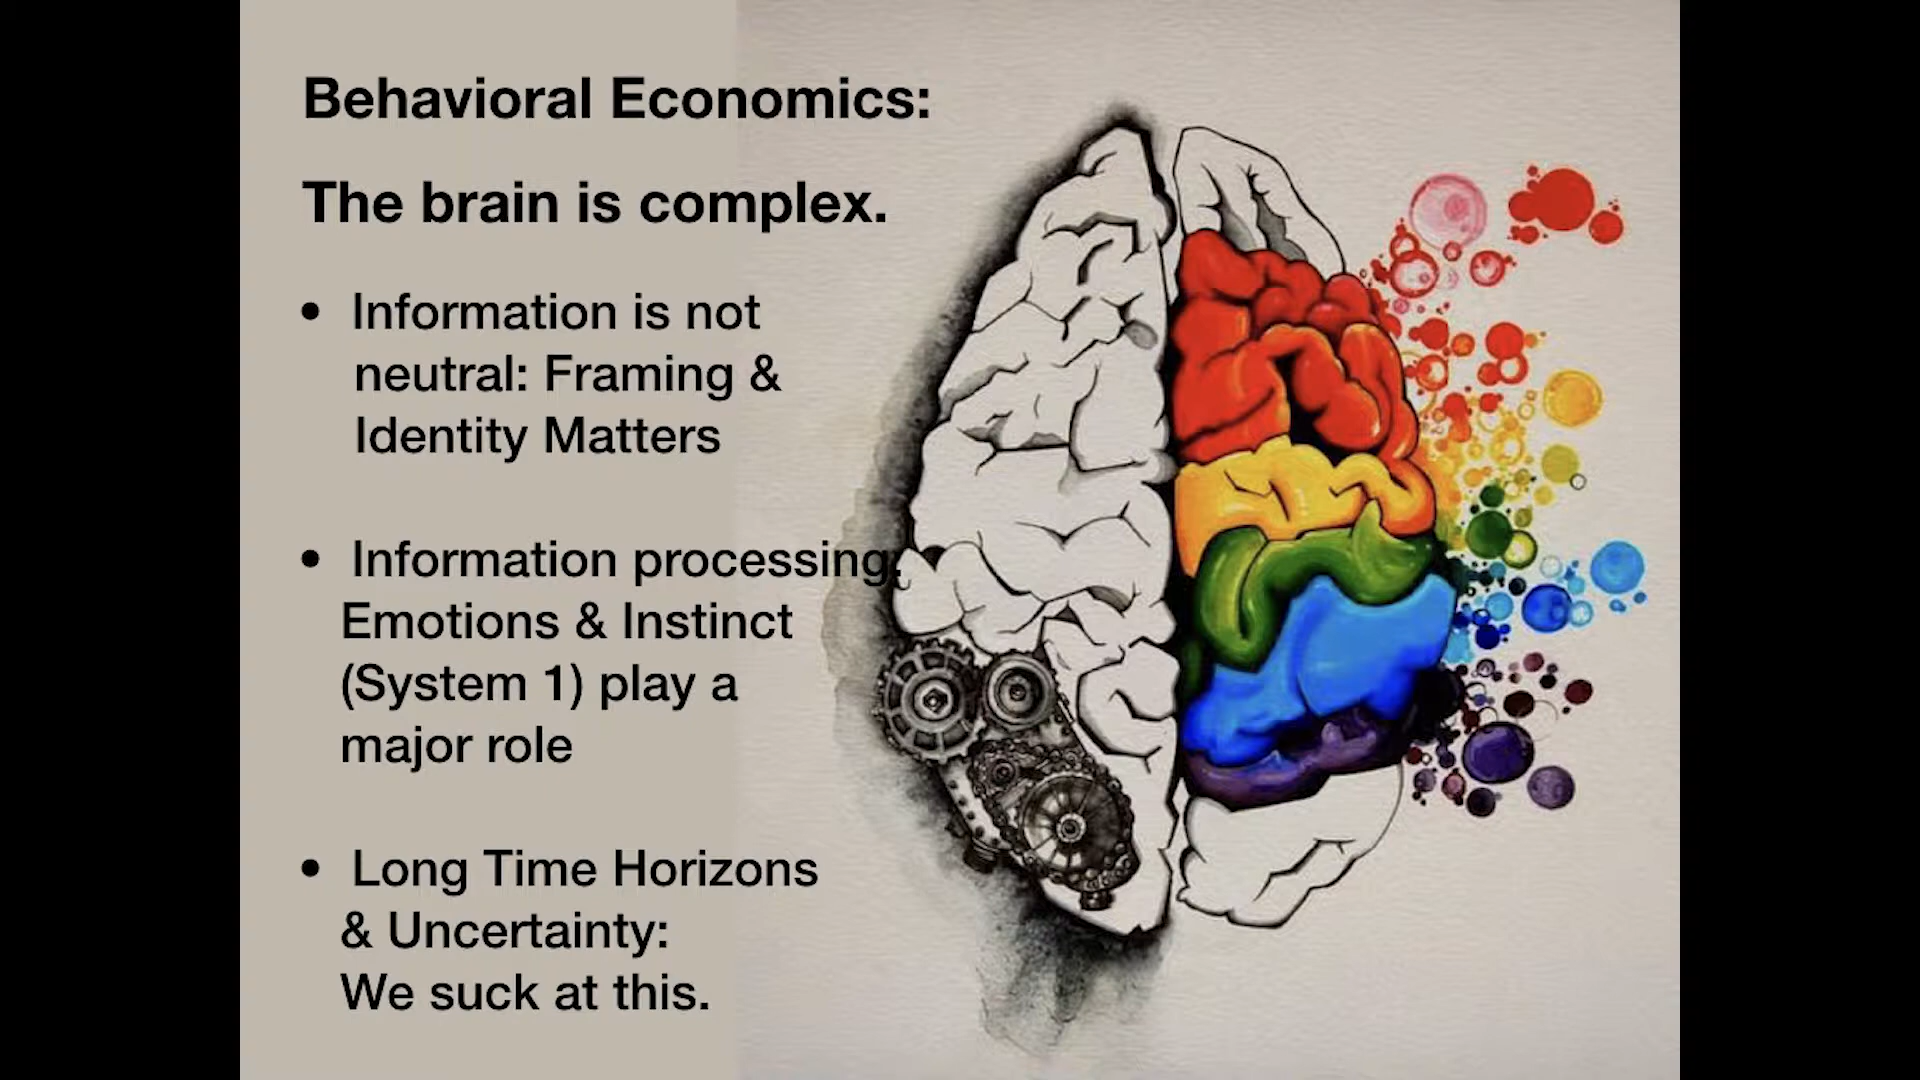 Behavioral Economics:
The brain is complex.
• Information is not
neutral: Framing &
Identity Matters
• Information processing:
Emotions & Instinct
(System 1) play a
major role
• Long Time Horizons
& Uncertainty:
We suck at this.